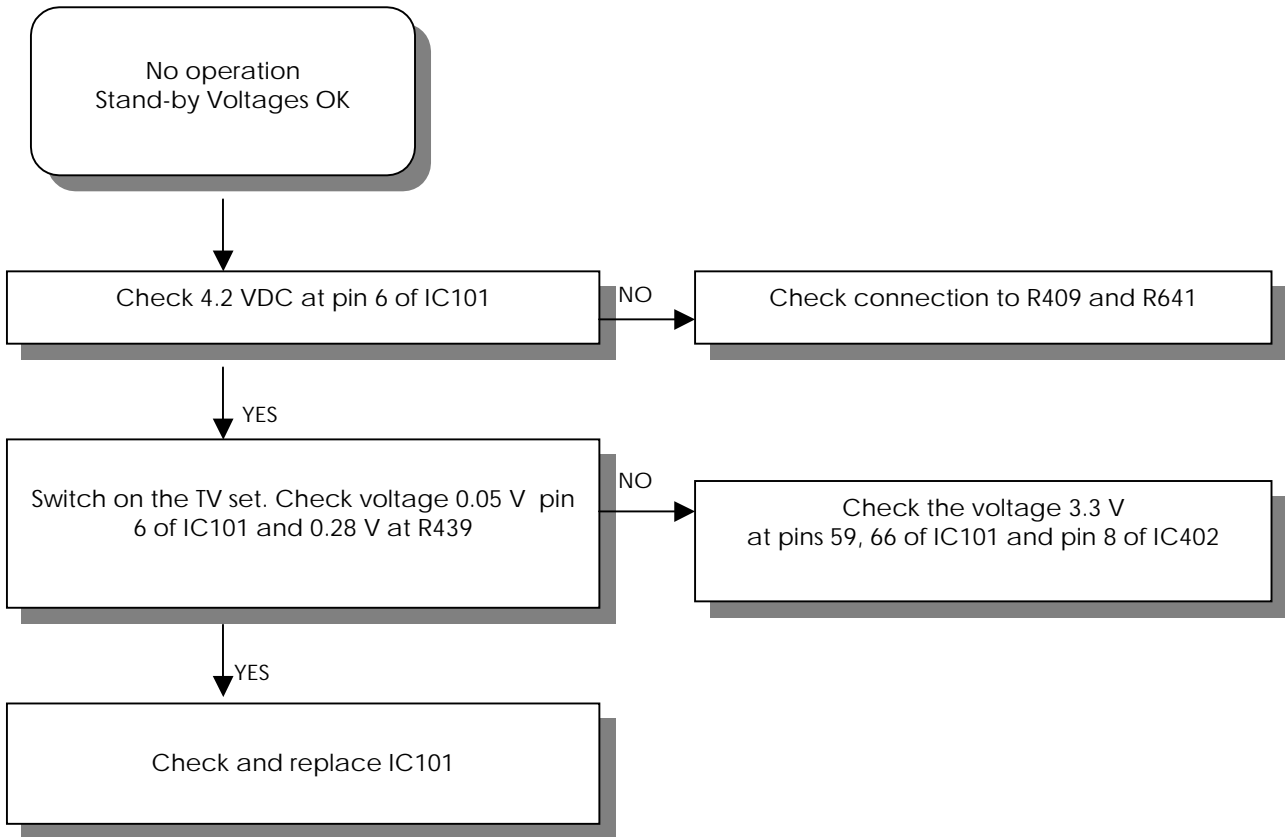 No operation
Stand-by Voltages OK
Check 4.2 VDC at pin 6 of IC101
NO
Check connection to R409 and R641
YES
Switch on the TV set. Check voltage 0.05 V pin
6 of IC101 and 0.28 V at R439
NO
Check the voltage 3.3 V
at pins 59, 66 of IC101 and pin 8 of IC402
YES
Check and replace IC101